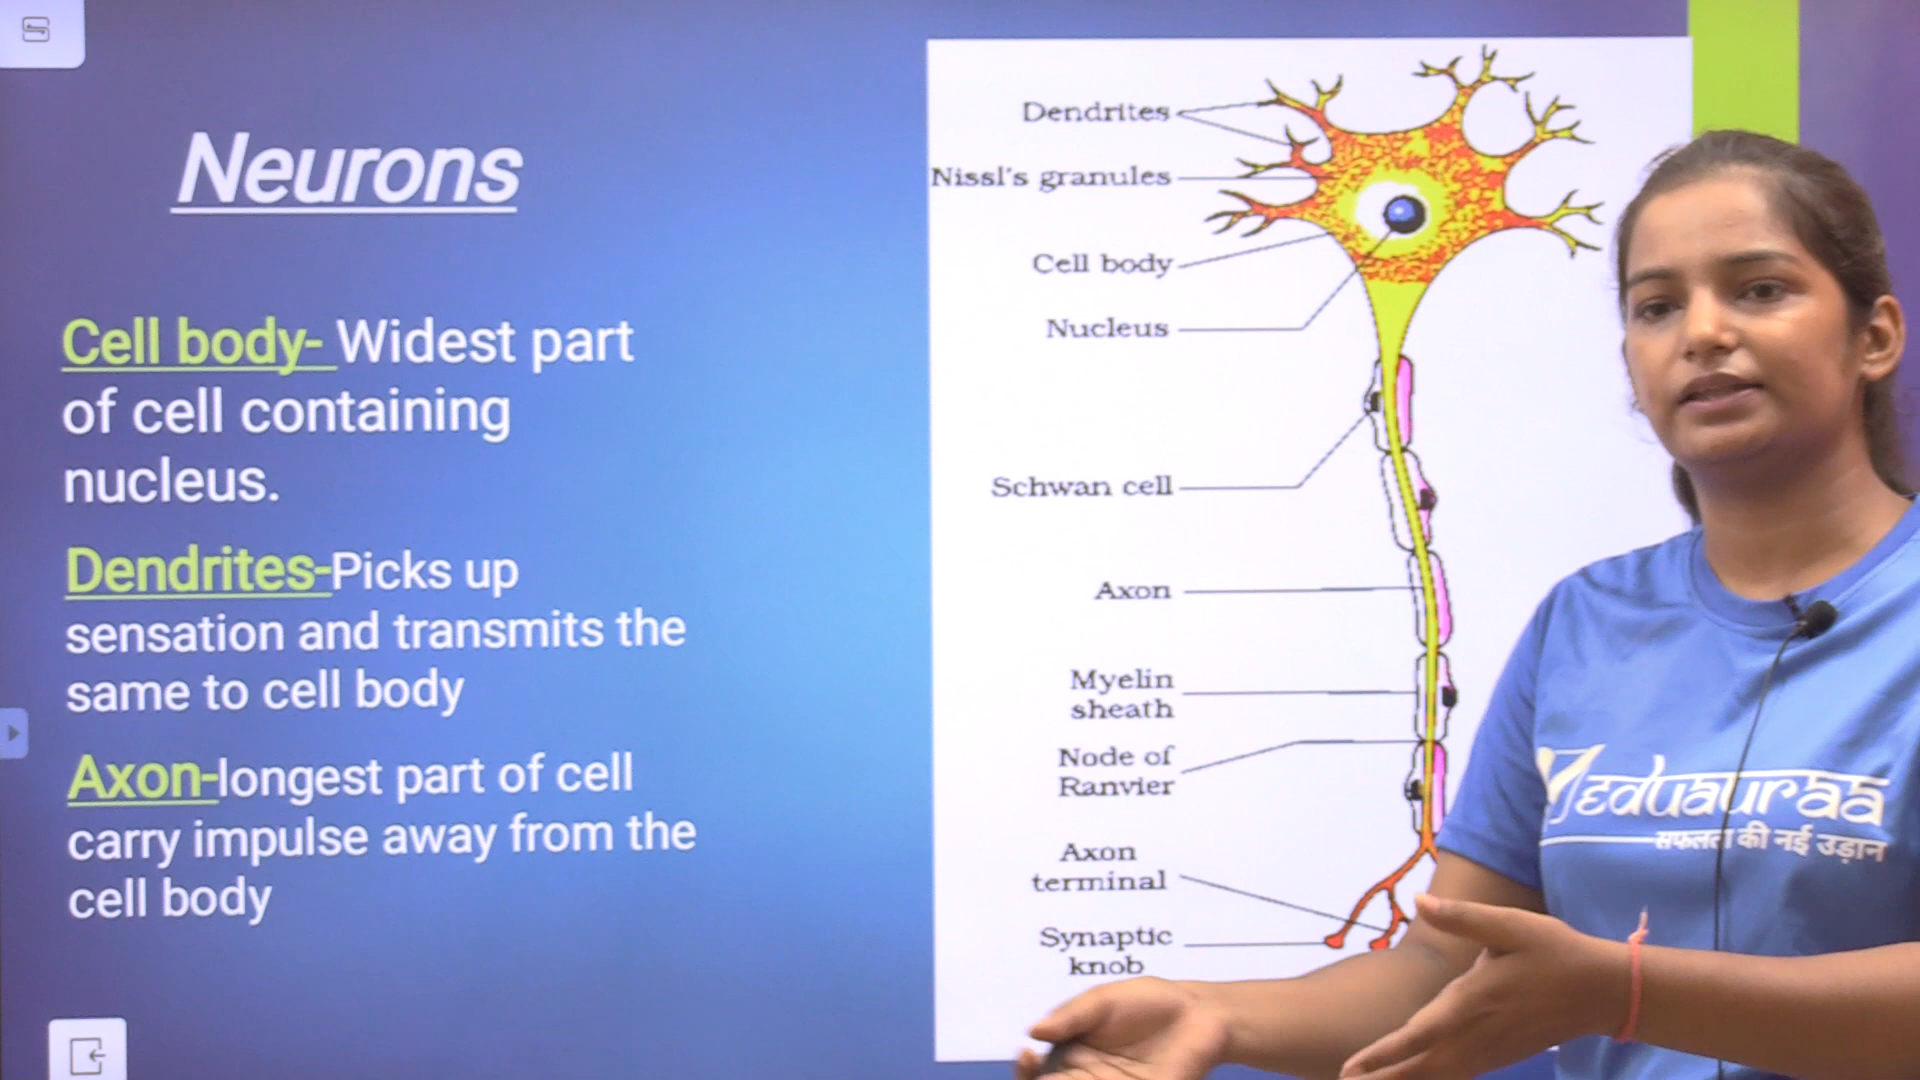 Neurons
Cell body- Widest part
of cell containing
nucleus.
Dendrites-Picks up
sensation and transmits the
same to cell body
Axon-longest part of cell
carry impulse away from the
cell body
Dendrites
Nissl's granules
Cell body
Nucleus
Schwan cell
Axon
Myelin
sheath
Node of
Ranvier
Axon
terminal
Synaptic
knob
Meduauraa
सफलता की नई उड़ान